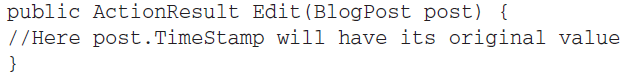 public ActionResult Edit(BlogPost post) {
//Here post.TimeStamp will have its original value
}